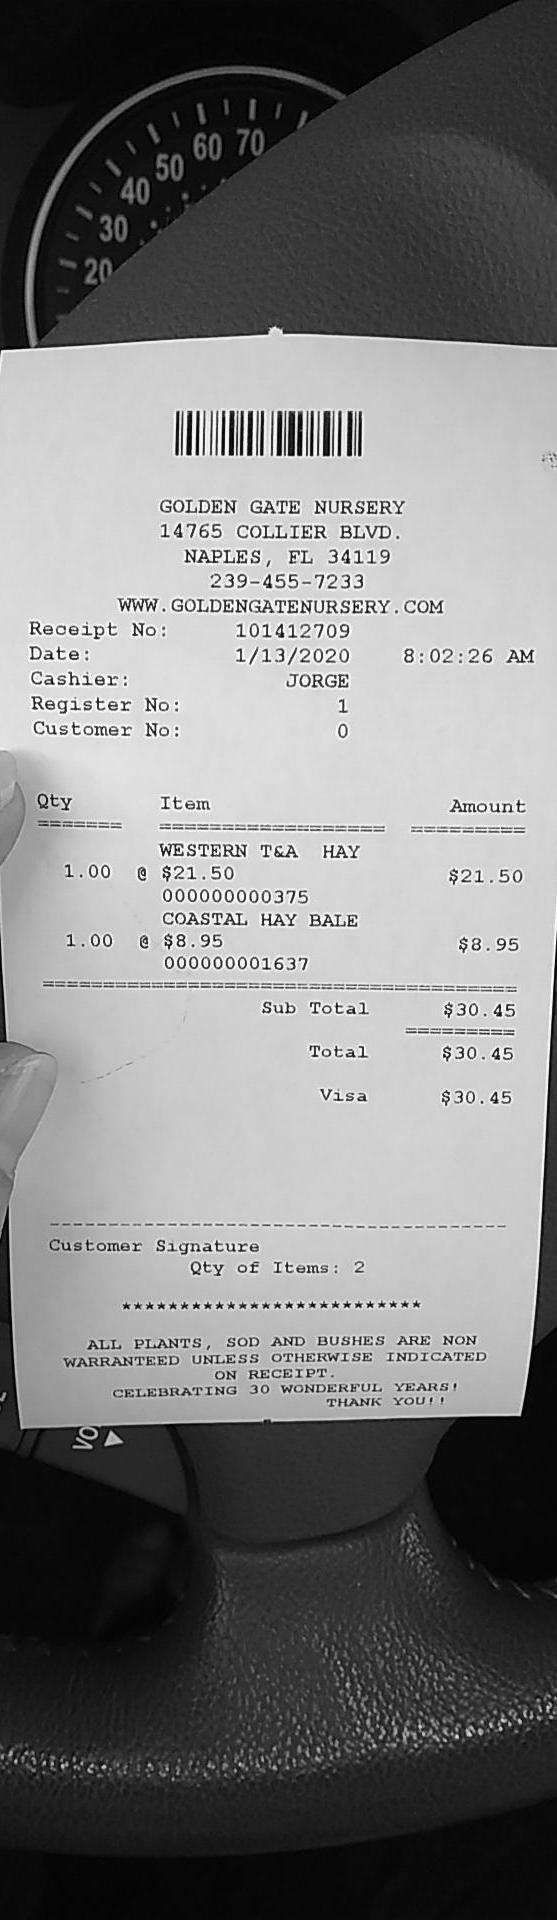 70
60
50
40
30
20
GOLDEN GATE NURSERY
14765 COLLIER BLVD.
NAPLES, FL 34119
239-455-7233
WWW.GOLDENGATENURSERY.COM
Receipt No: 101412709
Date: 1/13/2020 8:02:26 AM
Cashier: JORGE
Register No: 1
Customer No: 0
Qty Item Amount
WESTERN T&A HAY
1.00 @ $21.50 $21.50
000000000375
COASTAL HAY BALE
1.00 @ $8.95 $8.95
000000001637
Sub Total $30.45
Total $30.45
Visa $30.45
Customer Signature
Qty of Items: 2
***************************
ALL PLANTS, SOD AND BUSHES ARE NON
WARRANTEED UNLESS OTHERWISE INDICATED
ON RECEIPT.
CELEBRATING 30 WONDERFUL YEARS!
THANK YOU!!
VO